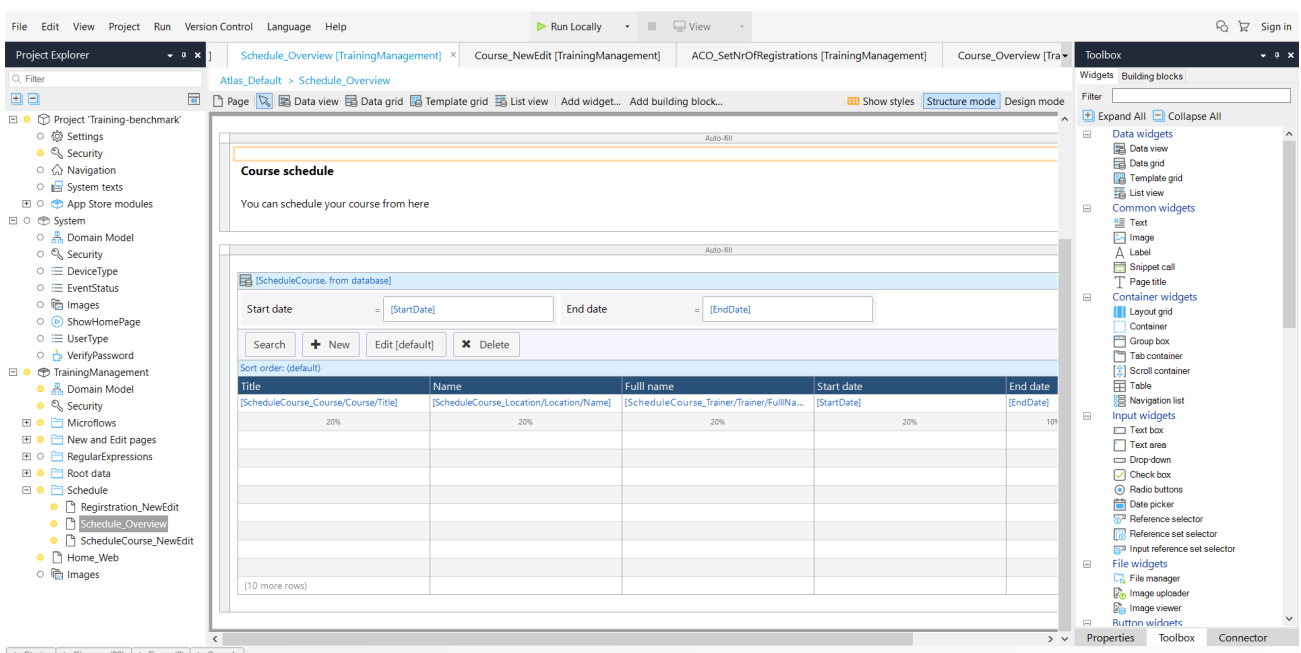 File Edit View Project Run Version Control Language Help Run Locally View Sign in
Project Explorer
Filter
Project 'Training-benchmark'
Settings
Security
Navigation
System texts
App Store modules
System
Domain Model
Security
DeviceType
EventStatus
Images
ShowHomePage
UserType
VerifyPassword
TrainingManagement
Domain Model
Security
Microflows
New and Edit pages
RegularExpressions
Root data
Schedule
Regirstration_NewEdit
Schedule_Overview
ScheduleCourse_NewEdit
Home_Web
Images
] Schedule_Overview [TrainingManagement] × Course_NewEdit [TrainingManagement] ACO_SetNrOfRegistrations [TrainingManagement] Course_Overview [Tra
Atlas_Default > Schedule_Overview
Page Data view Data grid Template grid List view Add widget... Add building block... Show styles Structure mode Design mode
Auto-fill
Course schedule
You can schedule your course from here
Auto-fill
[ScheduleCourse, from database]
Start date = [StartDate] End date = [EndDate]
Search New Edit [default] Delete
Sort order: (default)
Title Name Fulll name Start date End date
[ScheduleCourse_Course/Course/Title] [ScheduleCourse_Location/Location/Name] [ScheduleCourse_Trainer/Trainer/FulllNa... [StartDate] [EndDate]
20% 20% 20% 20% 10%
(10 more rows)
Toolbox
Widgets Building blocks
Filter
Expand All Collapse All
Data widgets
Data view
Data grid
Template grid
List view
Common widgets
Text
Image
Label
Snippet call
Page title
Container widgets
Layout grid
Container
Group box
Tab container
Scroll container
Table
Navigation list
Input widgets
Text box
Text area
Drop-down
Check box
Radio buttons
Date picker
Reference selector
Reference set selector
Input reference set selector
File widgets
File manager
Image uploader
Image viewer
Button widgets
Properties Toolbox Connector